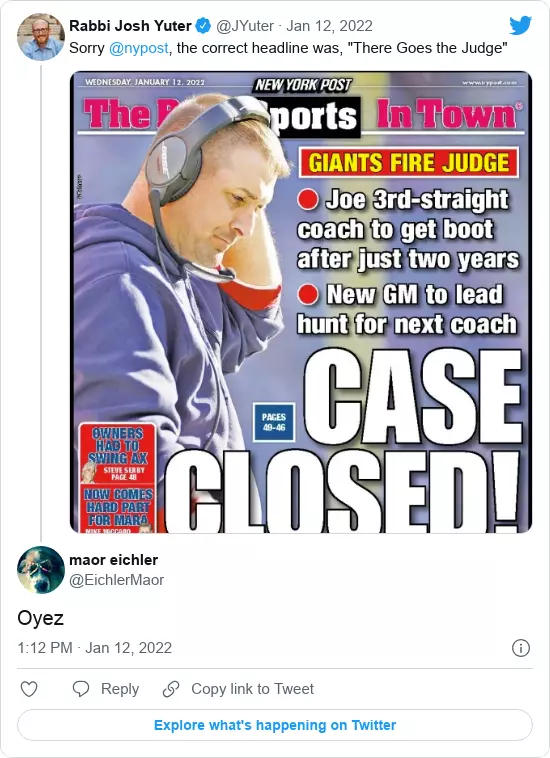 Rabbi Josh Yuter @JYuter · Jan 12, 2022
Sorry @nypost, the correct headline was, "There Goes the Judge"
WEDNESDAY, JANUARY 12, 2022 NEW YORK POST www.nypost.com
The Sports In Town
GIANTS FIRE JUDGE
Joe 3rd-straight
coach to get boot
after just two years
New GM to lead
hunt for next coach
CASE
CLOSED!
PAGES
49-46
OWNERS
HAD TO
SWING AX
STEVE SERBY
PAGE 48
NOW COMES
HARD PART
FOR MARA
maor eichler
@EichlerMaor
Oyez
1:12 PM · Jan 12, 2022
Reply
Copy link to Tweet
Explore what's happening on Twitter